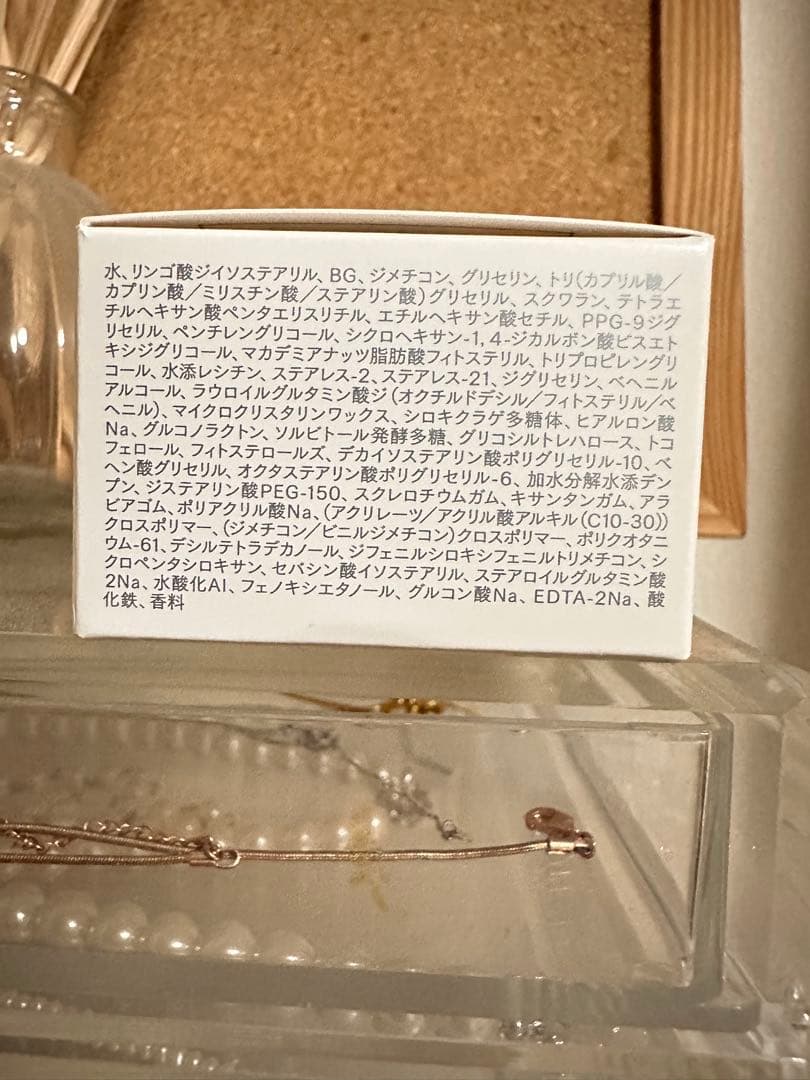 水、リンゴ酸ジイソステアリル、BG、ジメチコン、グリセリン、トリ(カプリル酸／
カプリン酸／ミリスチン酸／ステアリン酸)グリセリル、スクワラン、テトラエ
チルヘキサン酸ペンタエリスリチル、エチルヘキサン酸セチル、PPG-9ジグ
リセリル、ペンチレングリコール、シクロヘキサン-1,4-ジカルボン酸ビスエト
キシジグリコール、マカデミアナッツ脂肪酸フィトステリル、トリプロピレングリ
コール、水添レシチン、ステアレス-2、ステアレス-21、ジグリセリン、ベヘニル
アルコール、ラウロイルグルタミン酸ジ(オクチルドデシル／フィトステリル／ベ
ヘニル)、マイクロクリスタリンワックス、シロキクラゲ多糖体、ヒアルロン酸
Na、グルコノラクトン、ソルビトール発酵多糖、グリコシルトレハロース、トコ
フェロール、フィトステロールズ、デカイソステアリン酸ポリグリセリル-10、ベ
ヘン酸グリセリル、オクタステアリン酸ポリグリセリル-6、加水分解水添デン
プン、ジステアリン酸PEG-150、スクレロチウムガム、キサンタンガム、アラ
ビアゴム、ポリアクリル酸Na、(アクリレーツ／アクリル酸アルキル(C10-30))
クロスポリマー、(ジメチコン／ビニルジメチコン)クロスポリマー、ポリクオタニ
ウム-61、デシルテトラデカノール、ジフェニルシロキシフェニルトリメチコン、シ
クロペンタシロキサン、セバシン酸イソステアリル、ステアロイルグルタミン酸
2Na、水酸化Al、フェノキシエタノール、グルコン酸Na、EDTA-2Na、酸
化鉄、香料